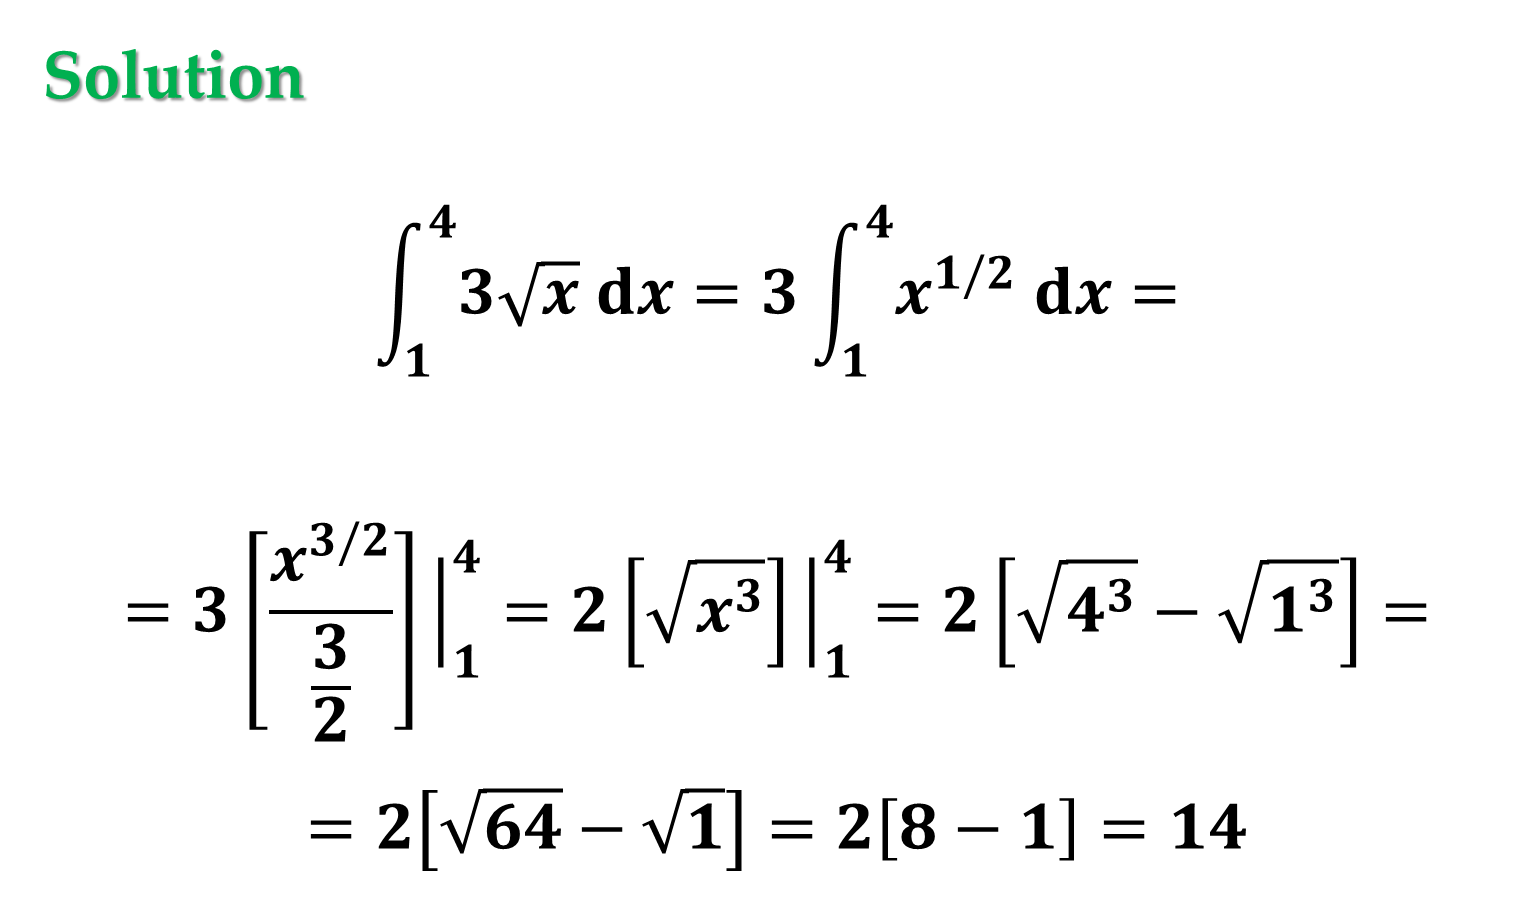 Solution
∫₁⁴ 3√x dx = 3 ∫₁⁴ x^{1/2} dx =
= 3 [x^{3/2} / (3/2)] |₁⁴ = 2 [√(x³)] |₁⁴ = 2 [√(4³) − √(1³)] =
= 2[√64 − √1] = 2[8 − 1] = 14